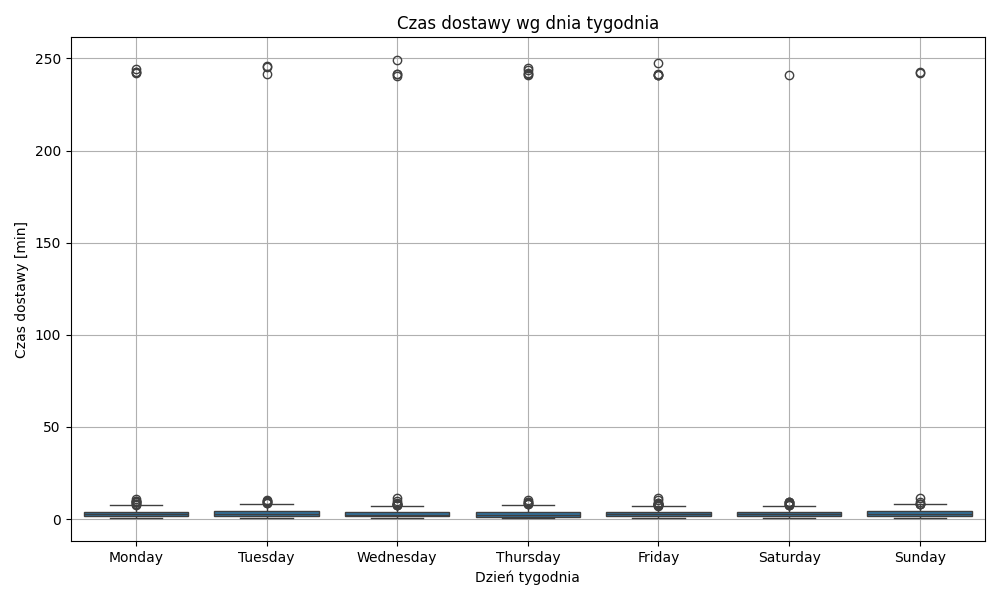 Czas dostawy wg dnia tygodnia
Czas dostawy [min]
250
200
150
100
50
0
Monday Tuesday Wednesday Thursday Friday Saturday Sunday
Dzień tygodnia